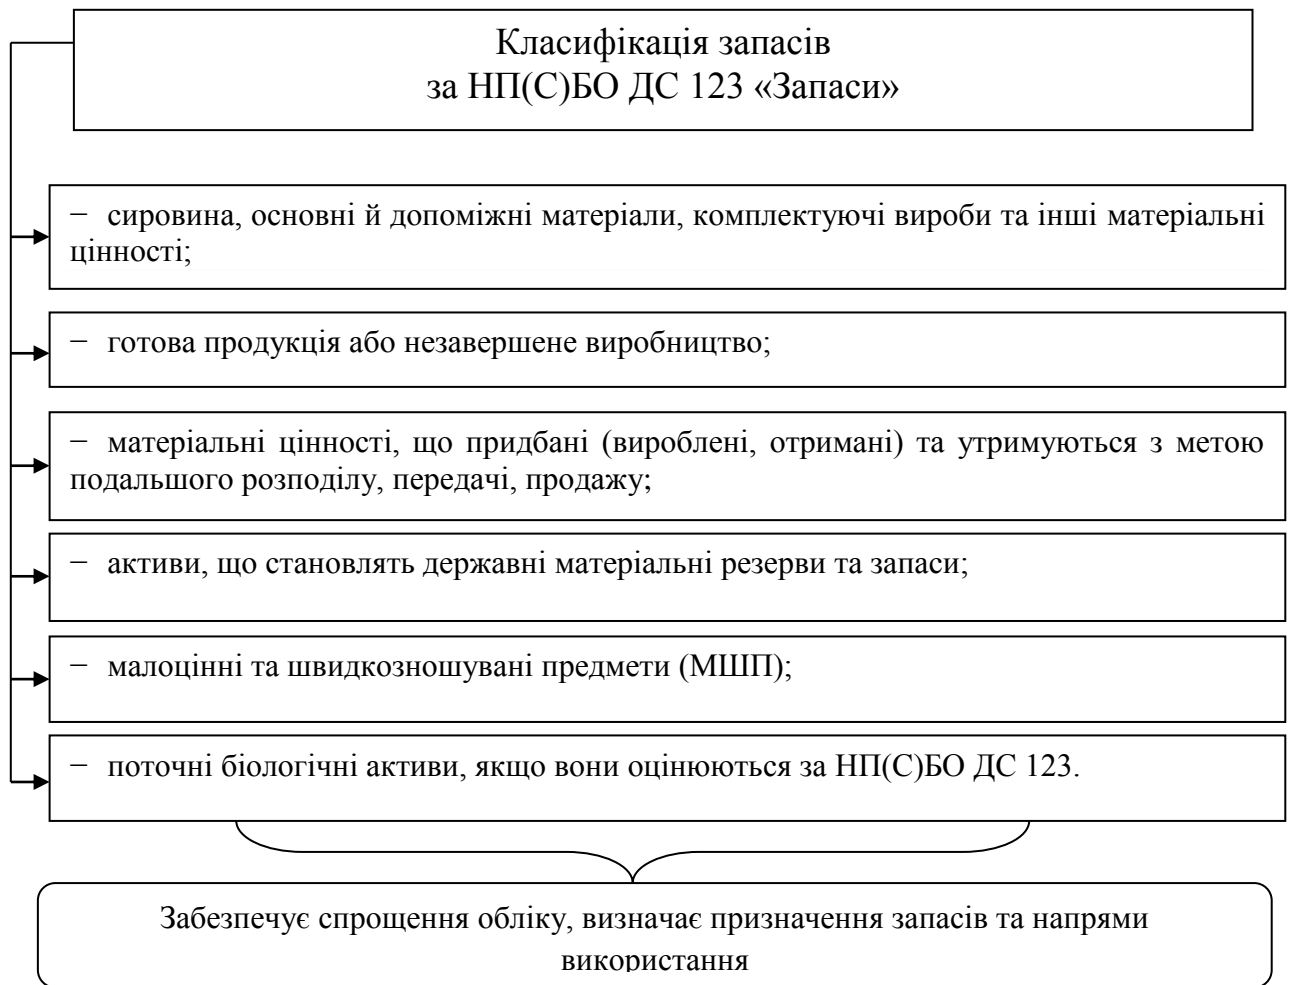 Класифікація запасів
за НП(С)БО ДС 123 «Запаси»
− сировина, основні й допоміжні матеріали, комплектуючі вироби та інші матеріальні
цінності;
− готова продукція або незавершене виробництво;
− матеріальні цінності, що придбані (вироблені, отримані) та утримуються з метою
подальшого розподілу, передачі, продажу;
− активи, що становлять державні матеріальні резерви та запаси;
− малоцінні та швидкозношувані предмети (МШП);
− поточні біологічні активи, якщо вони оцінюються за НП(С)БО ДС 123.
Забезпечує спрощення обліку, визначає призначення запасів та напрями
використання